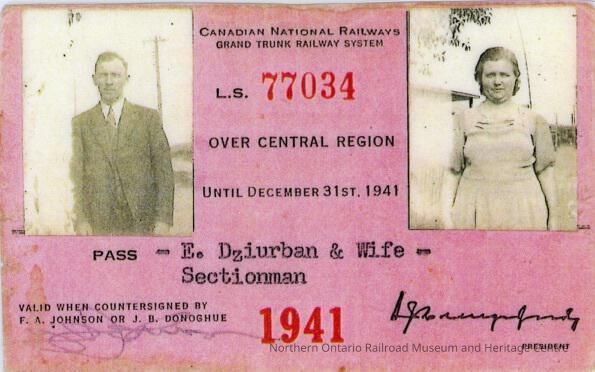 CANADIAN NATIONAL RAILWAYS
GRAND TRUNK RAILWAY SYSTEM
L.S. 77034
OVER CENTRAL REGION
UNTIL DECEMBER 31ST, 1941
PASS - E. Dziurban & Wife -
Sectionman
VALID WHEN COUNTERSIGNED BY
F. A. JOHNSON OR J. B. DONOGHUE
1941
PRESIDENT
Northern Ontario Railroad Museum and Heritage Centre